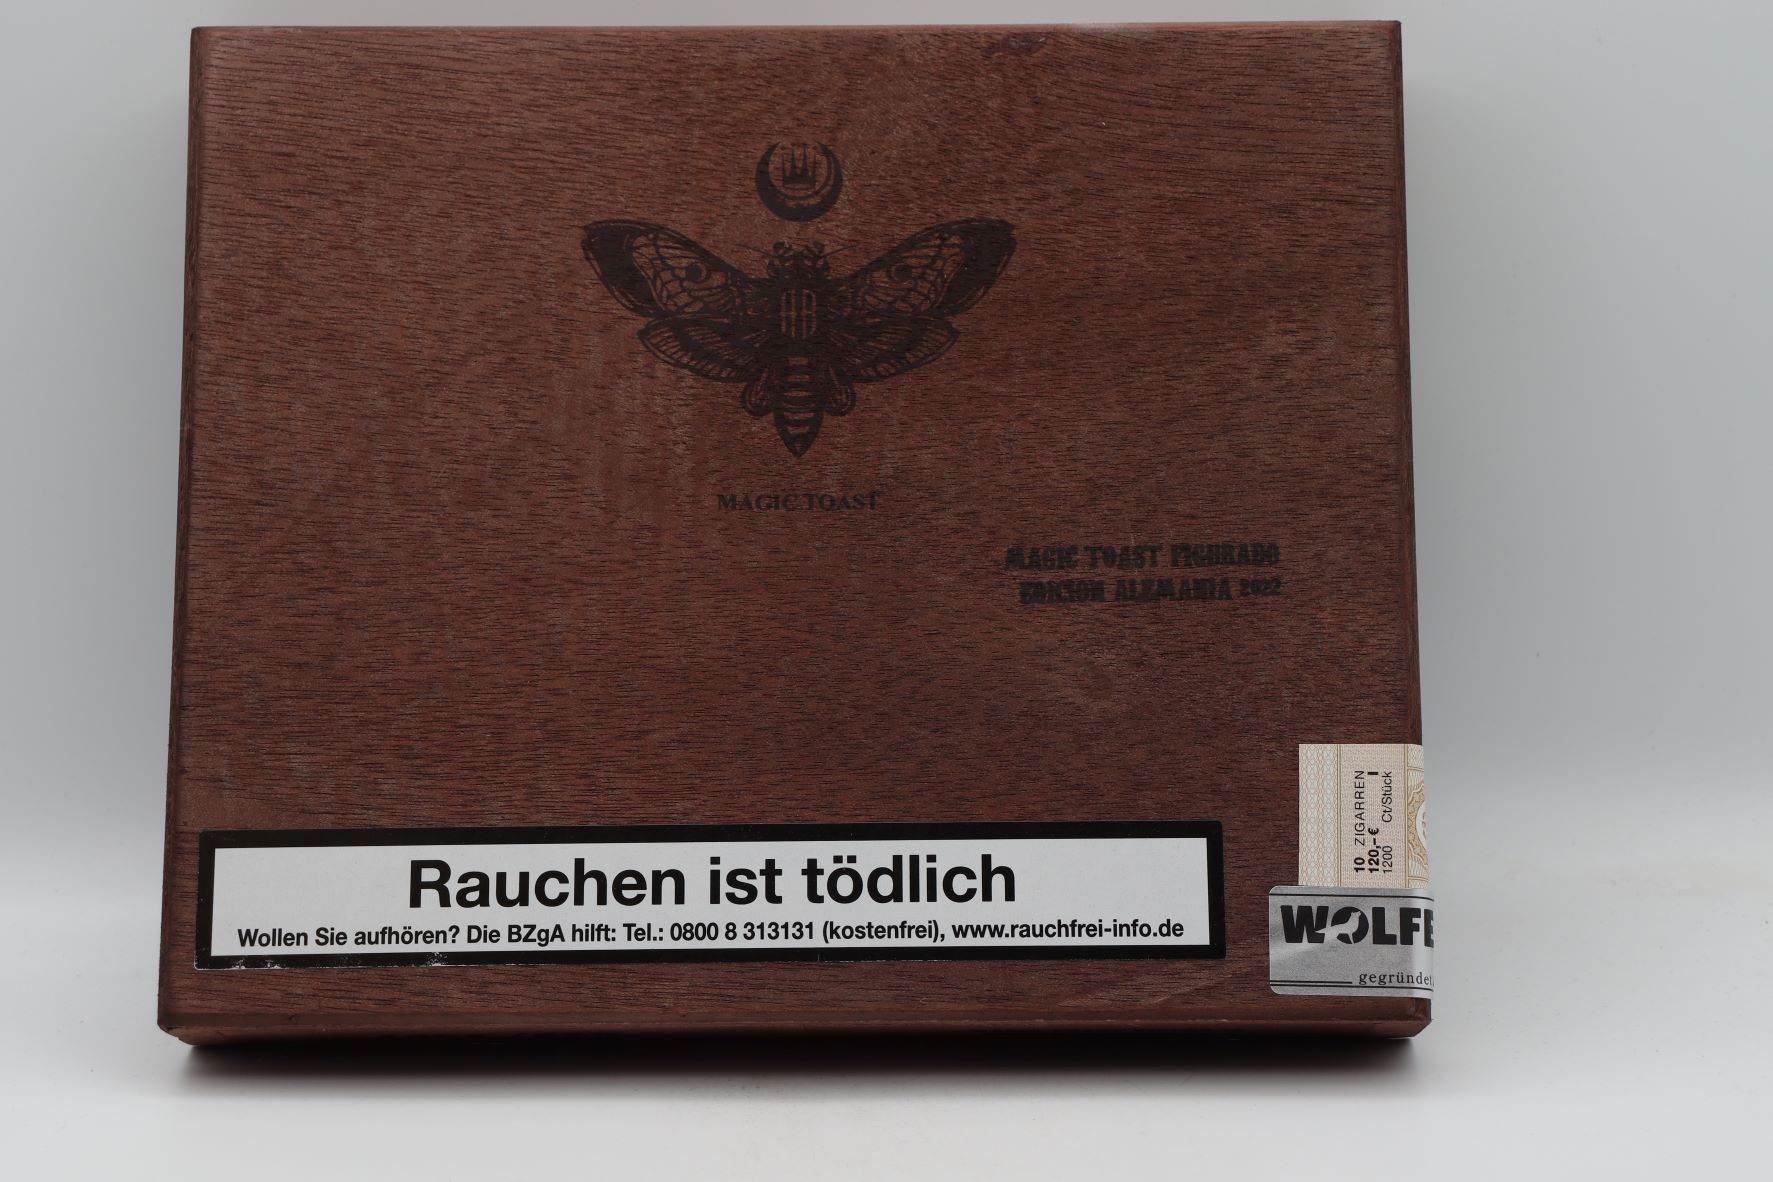 MAGIC TOAST
MAGIC TOAST FIGURADO
EDICION ALEMANIA 2022
Rauchen ist tödlich
Wollen Sie aufhören? Die BZgA hilft: Tel.: 0800 8 313131 (kostenfrei), www.rauchfrei-info.de
10 ZIGARREN
120,-€ I
1200 Ct/Stück
WOLFE
gegründet